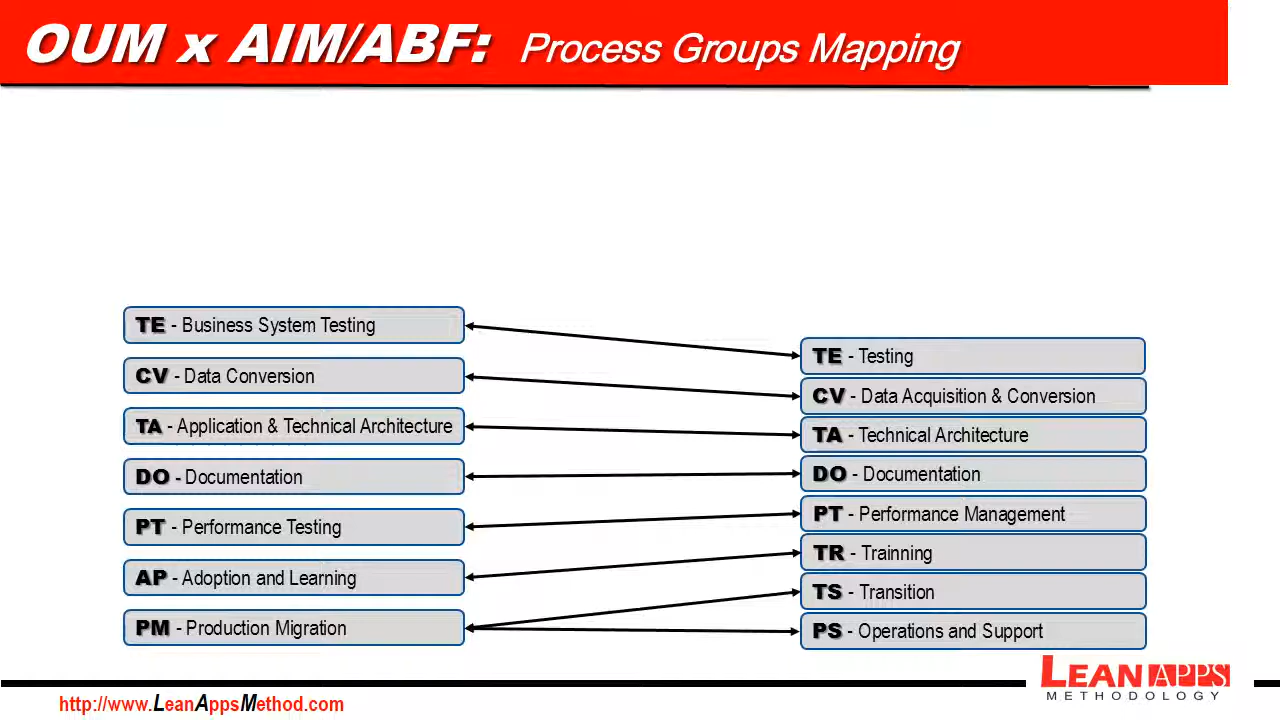 OUM x AIM/ABF: Process Groups Mapping
TE - Business System Testing
CV - Data Conversion
TA - Application & Technical Architecture
DO - Documentation
PT - Performance Testing
AP - Adoption and Learning
PM - Production Migration
TE - Testing
CV - Data Acquisition & Conversion
TA - Technical Architecture
DO - Documentation
PT - Performance Management
TR - Trainning
TS - Transition
PS - Operations and Support
http://www.LeanAppsMethod.com
LEAN APPS
METHODOLOGY